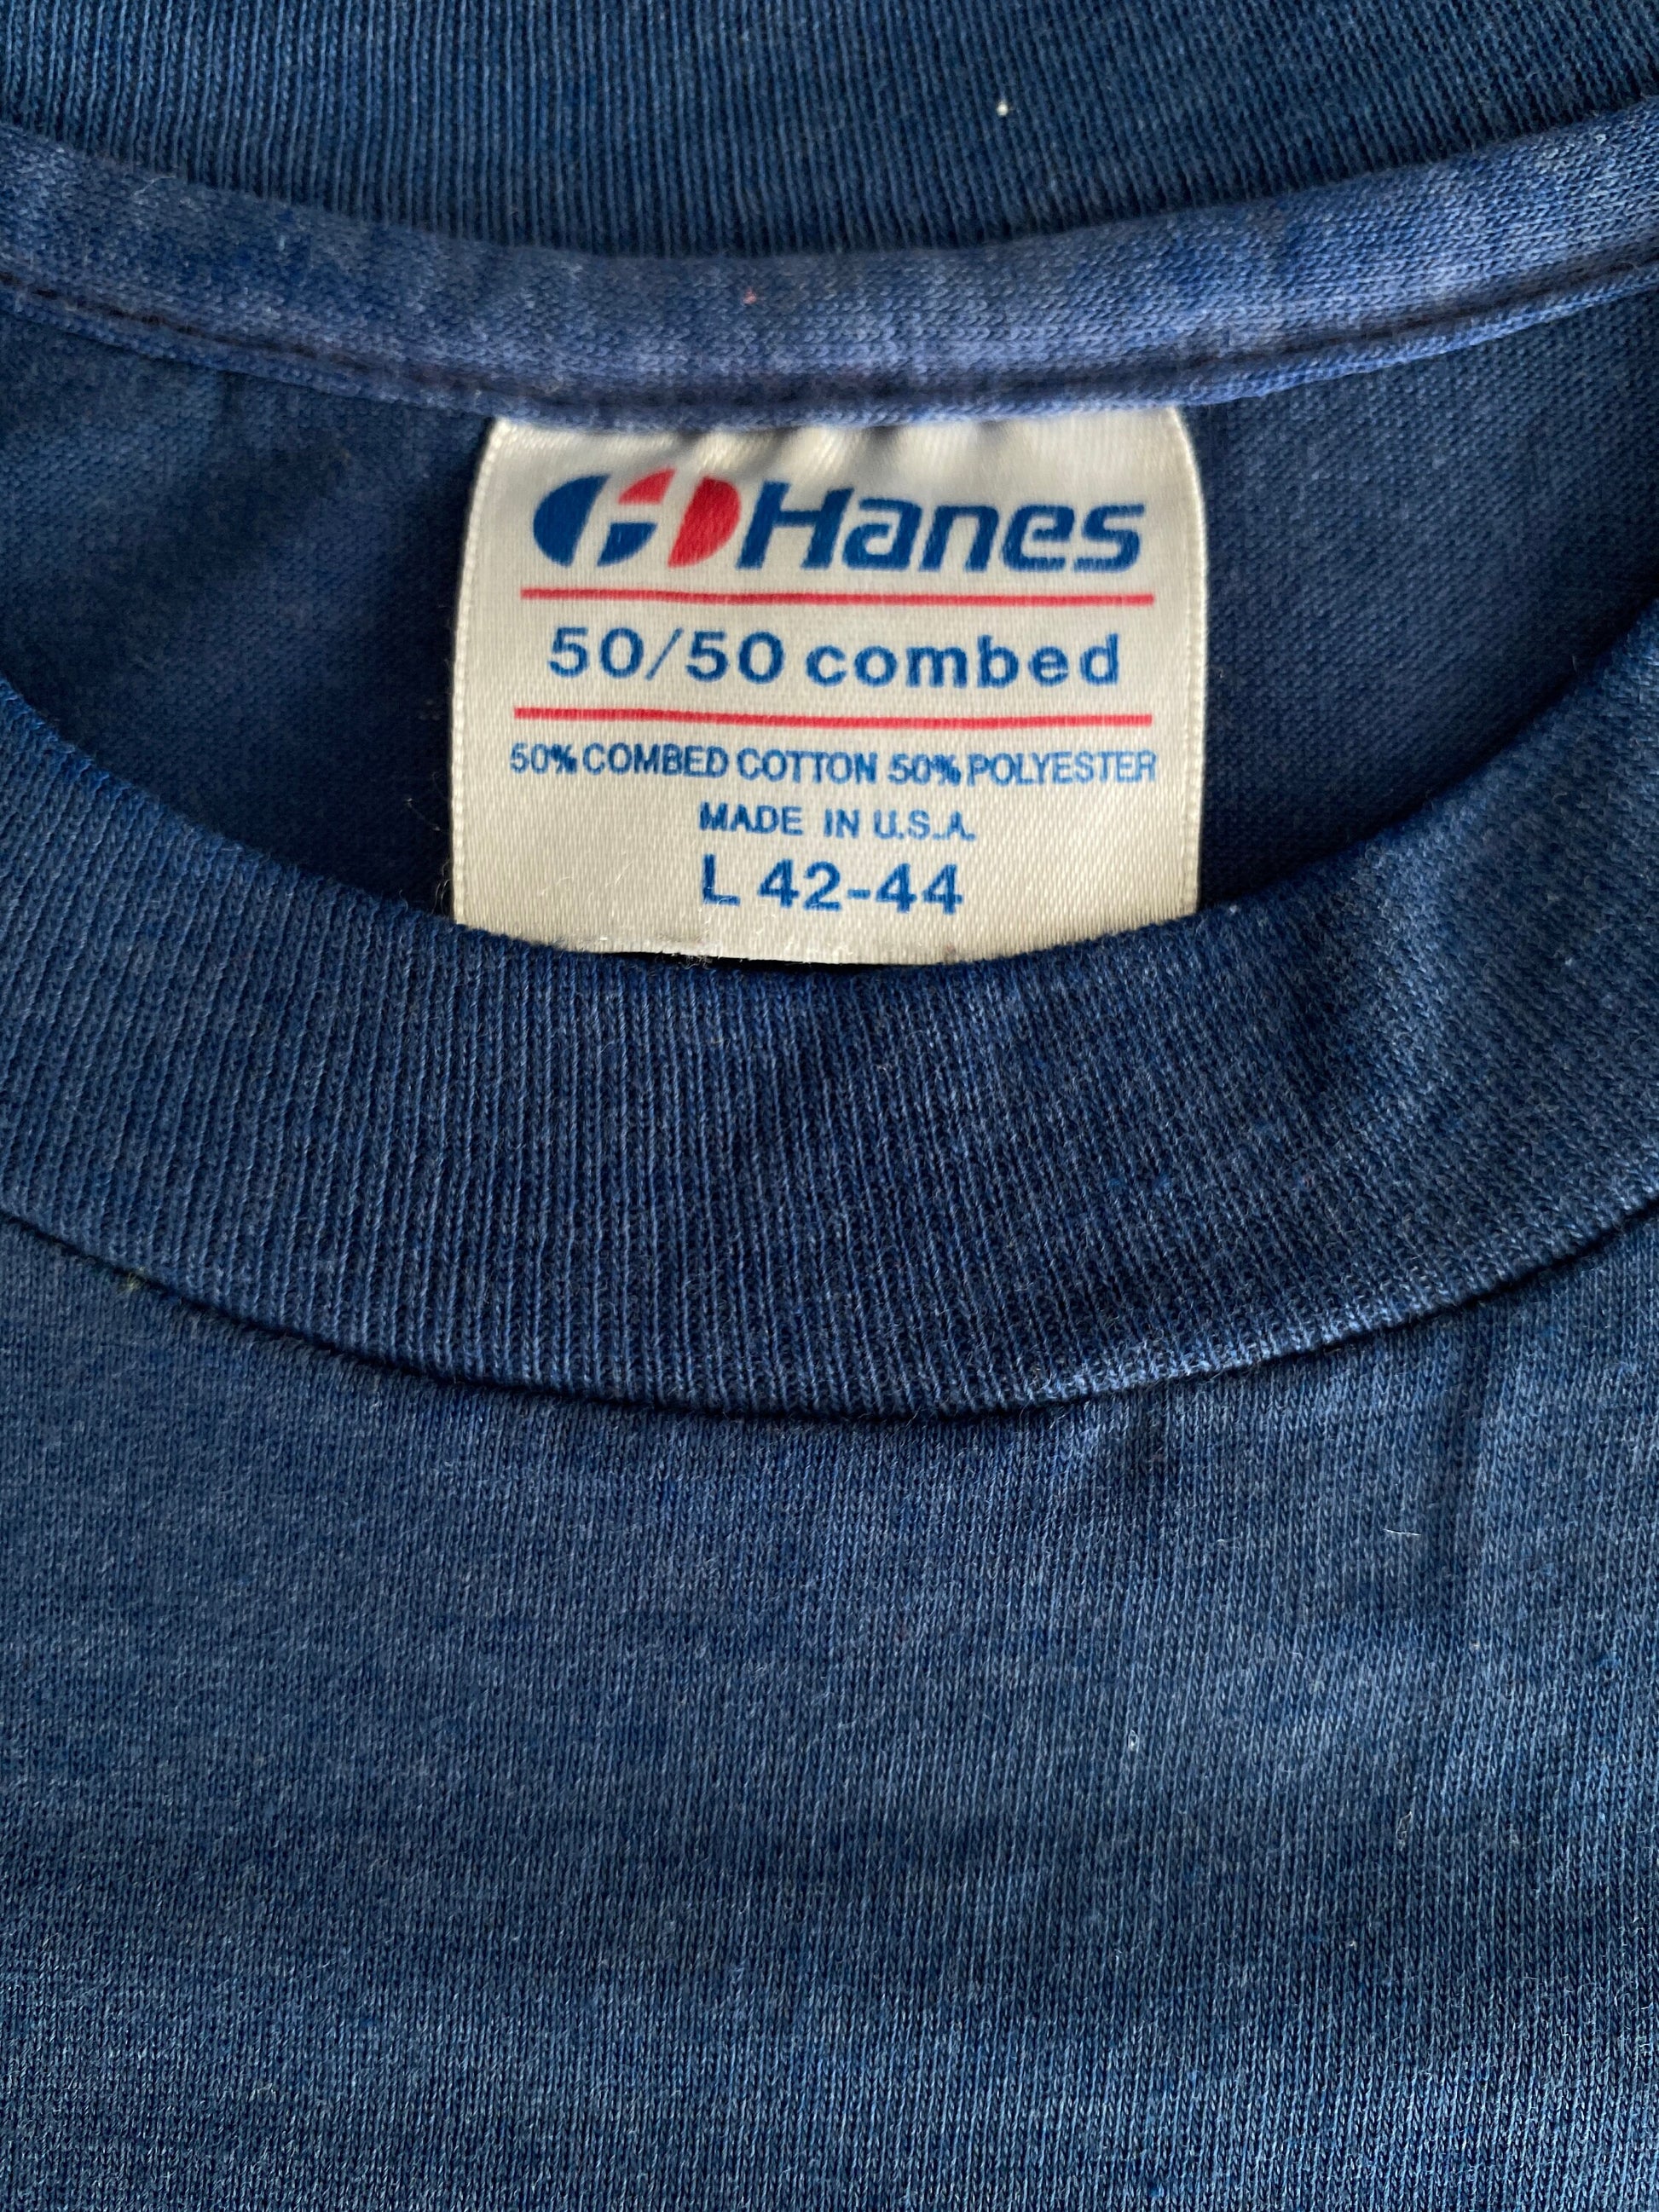 Hanes
50/50 combed
50% COMBED COTTON 50% POLYESTER
MADE IN U.S.A.
L 42-44